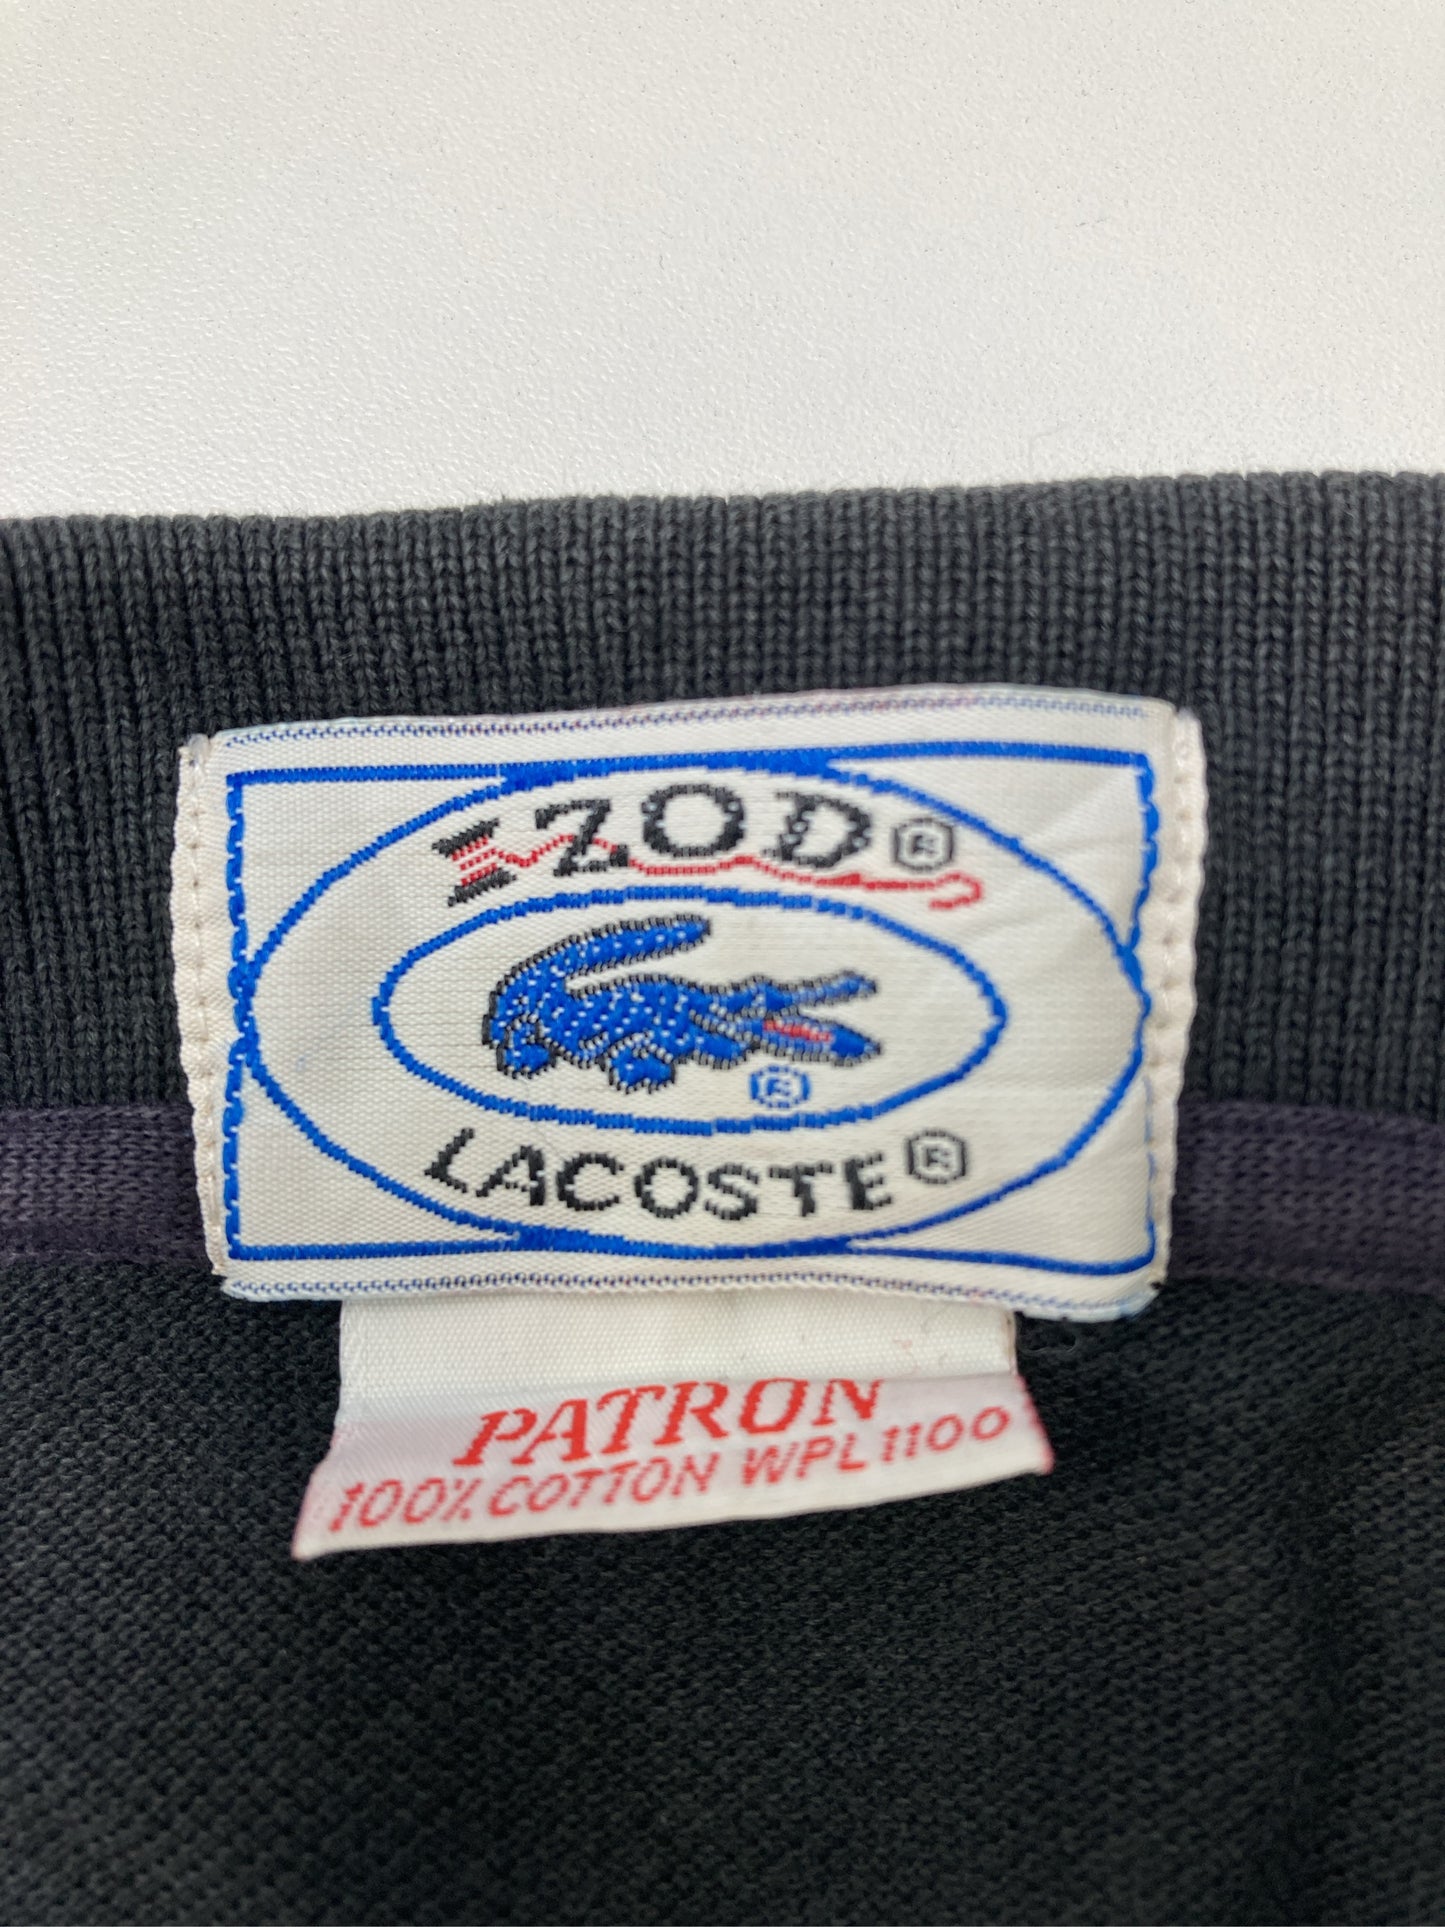 IZOD®
®
LACOSTE®
PATRON
100% COTTON WPL 1100